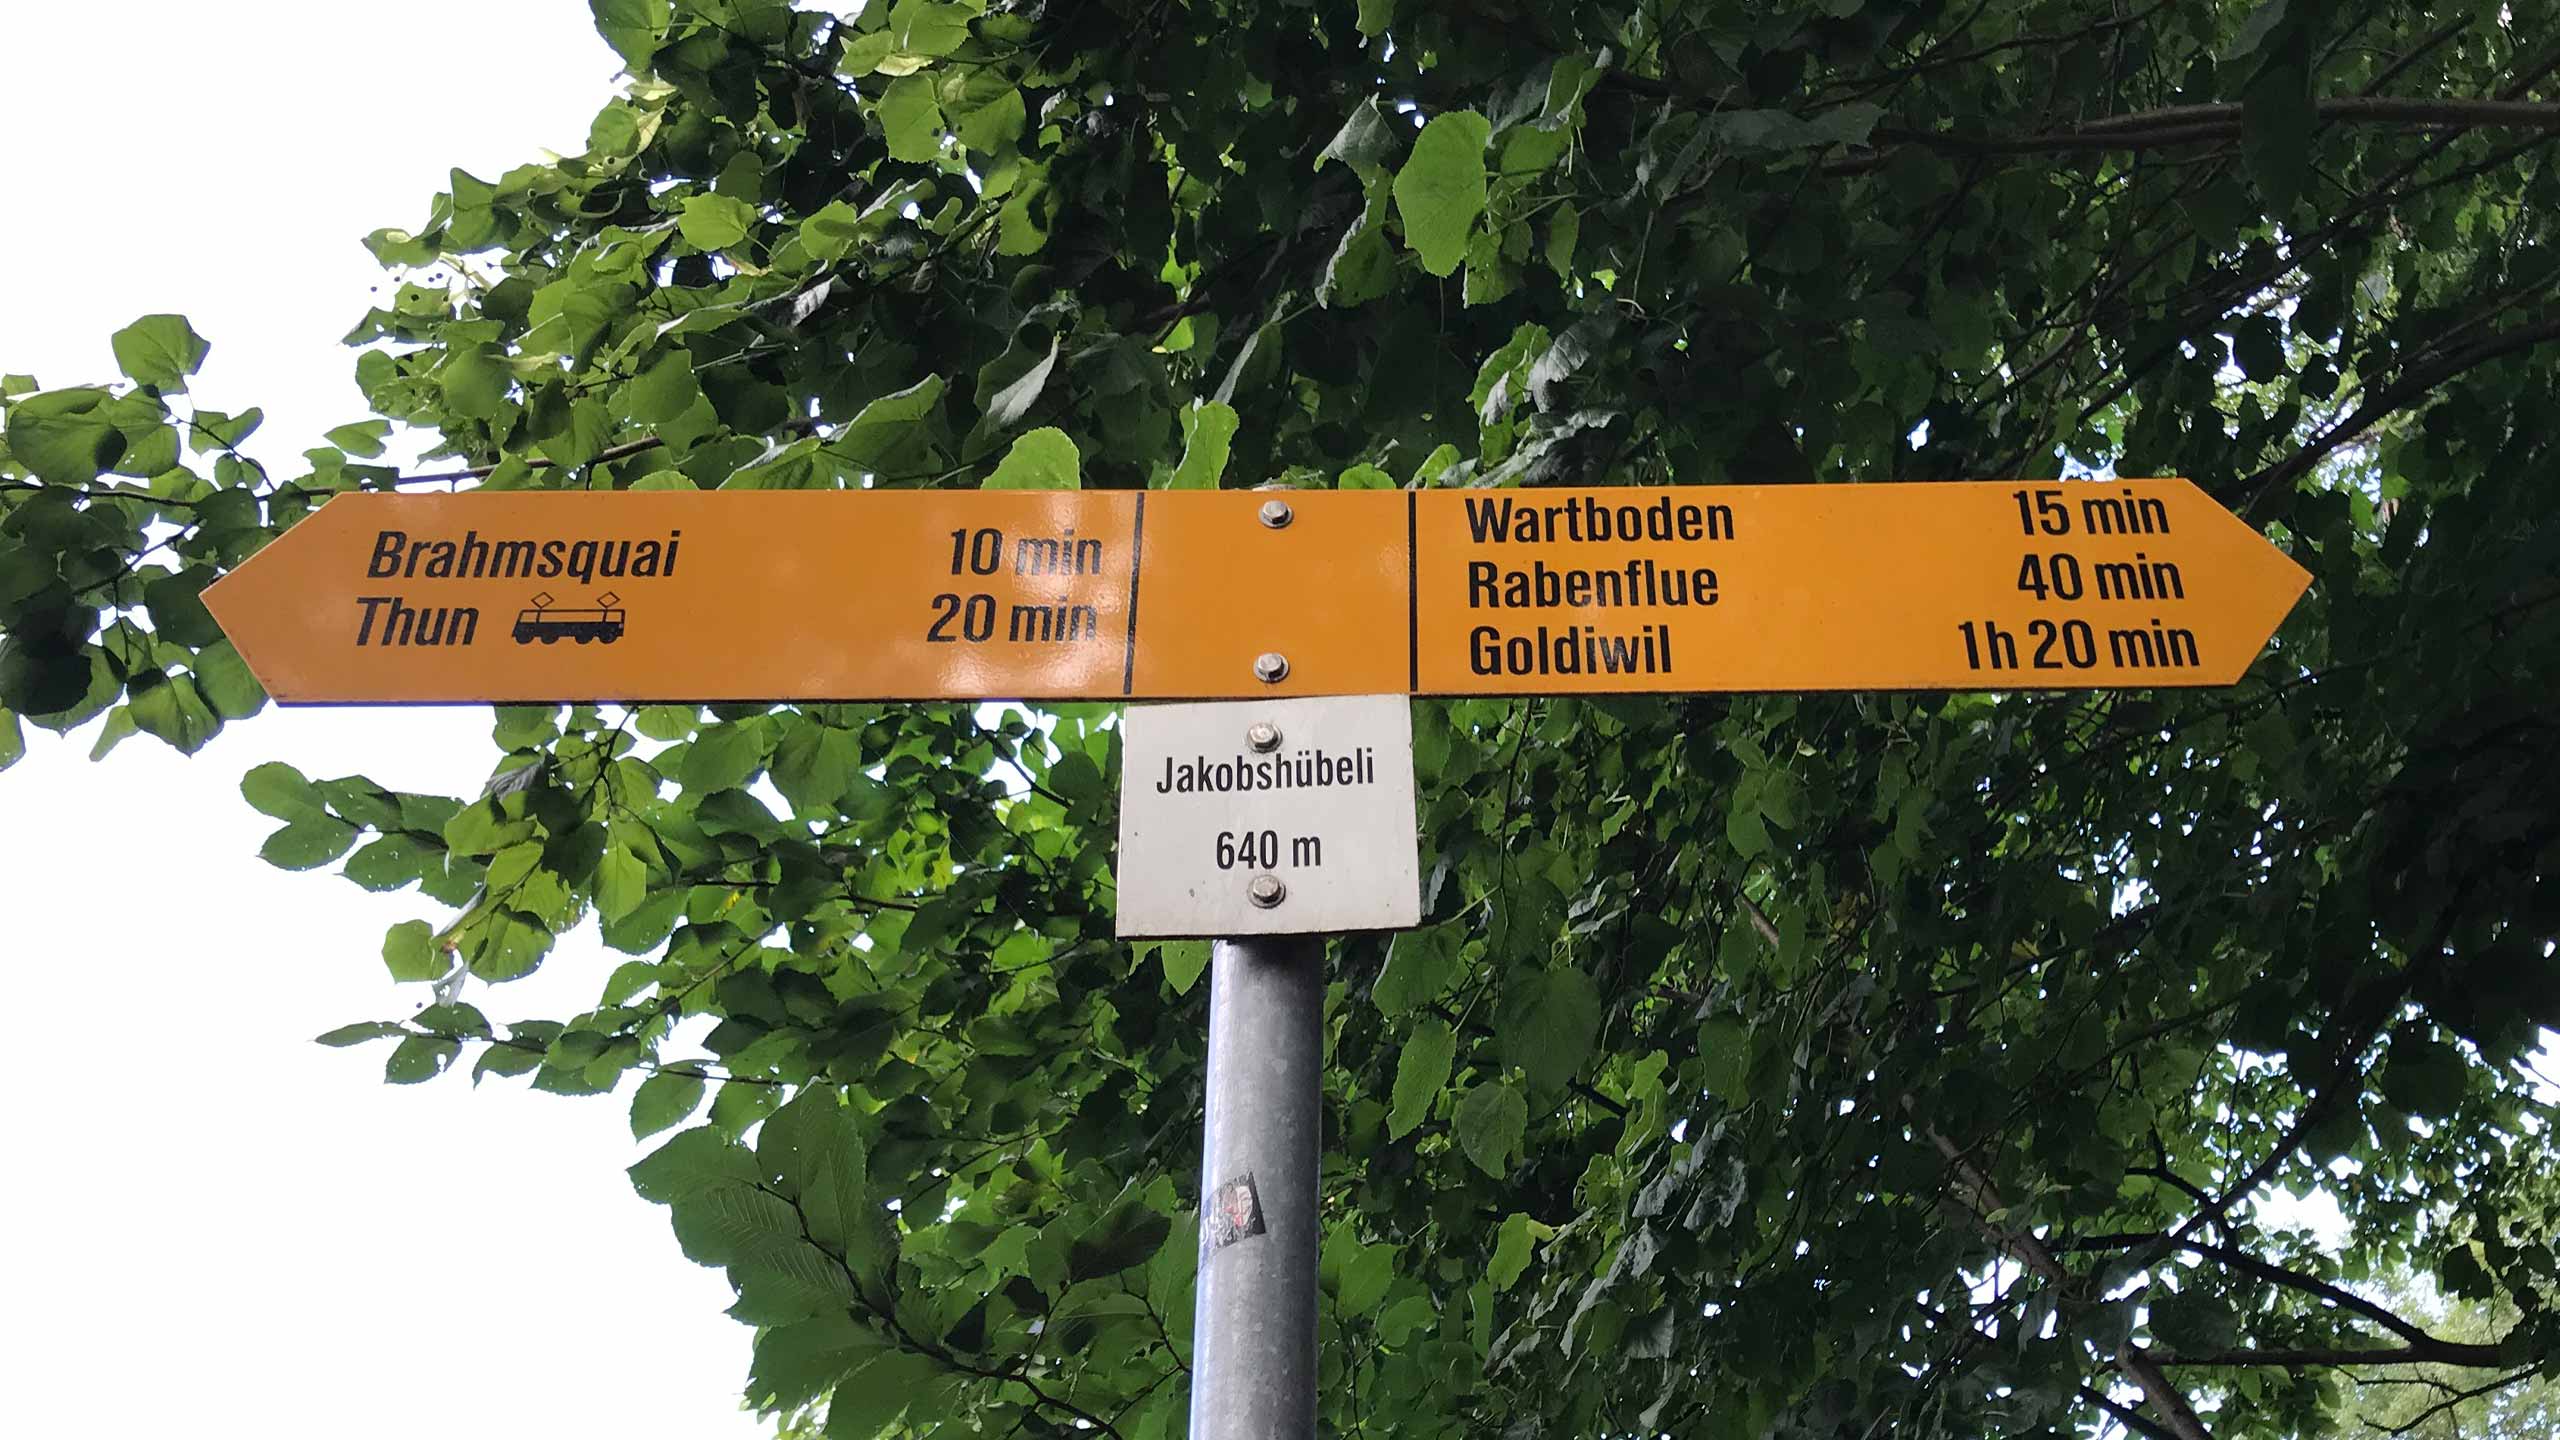 Brahmsquai 10 min
Thun 20 min
Wartboden 15 min
Rabenflue 40 min
Goldiwil 1h 20 min
Jakobshübeli
640 m